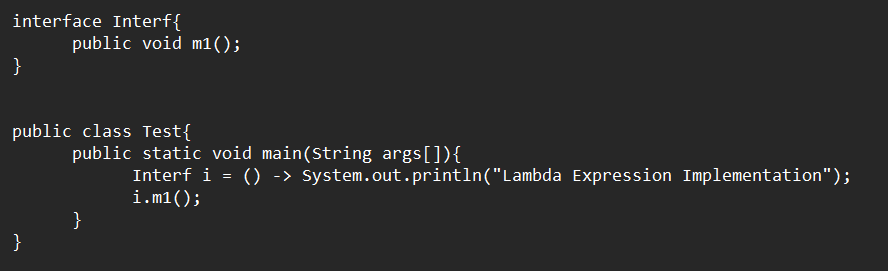 interface Interf{
public void m1();
}
public class Test{
public static void main(String args[]){
Interf i = () -> System.out.println("Lambda Expression Implementation");
i.m1();
}
}